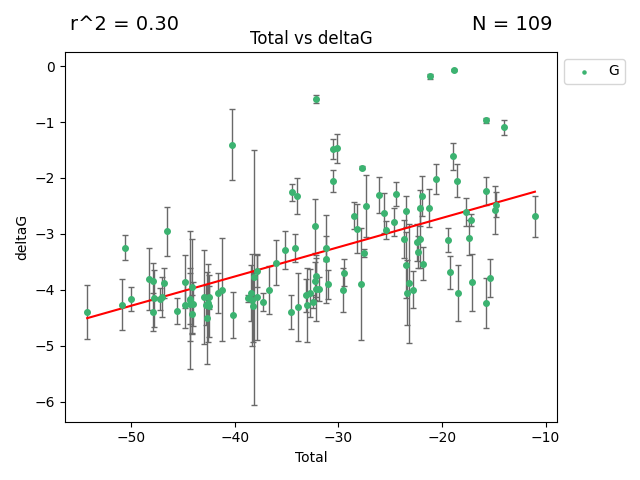 r^2 = 0.30
N = 109
Total vs deltaG
G
0
−1
−2
−3
−4
−5
−6
deltaG
−50
−40
−30
−20
−10
Total